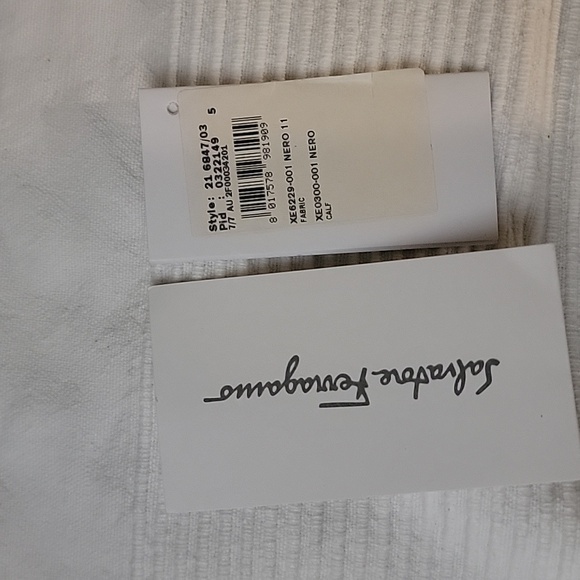 Style: 21 6847/03 5
Pid : 0322149
7/7 AU 2F00034201
8 017578 981909
XE6229-001 NERO 11
FABRIC
XE0300-001 NERO
CALF
Salvatore Ferragamo